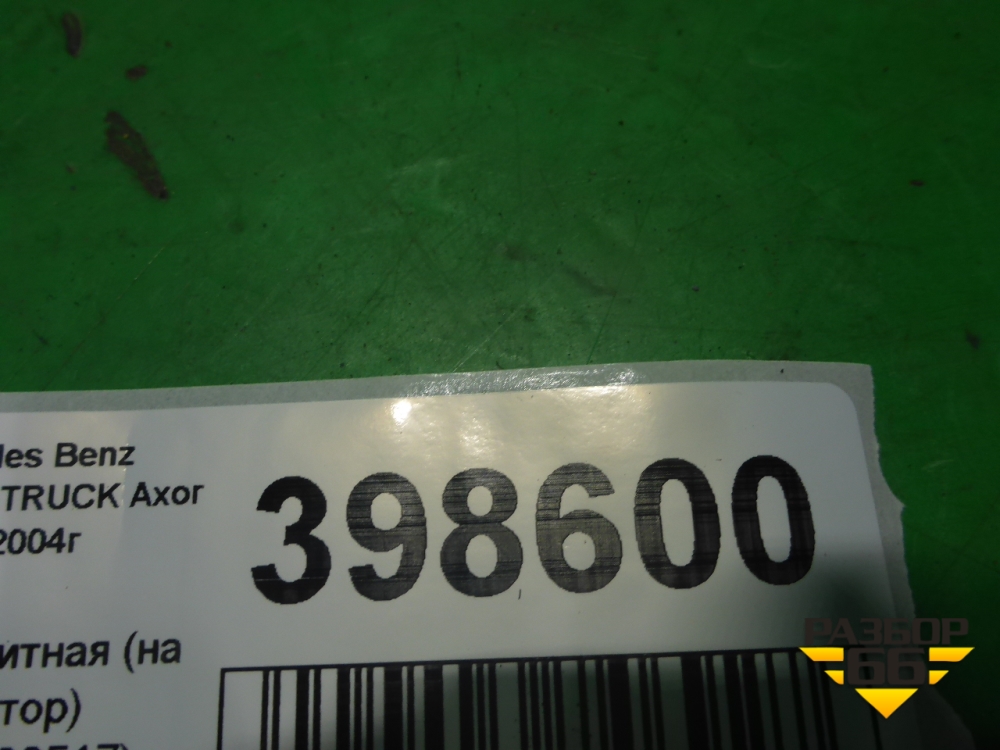 des Benz
TRUCK Axor
2004г
398600
итная (на
тор)
РАЗБОР
66